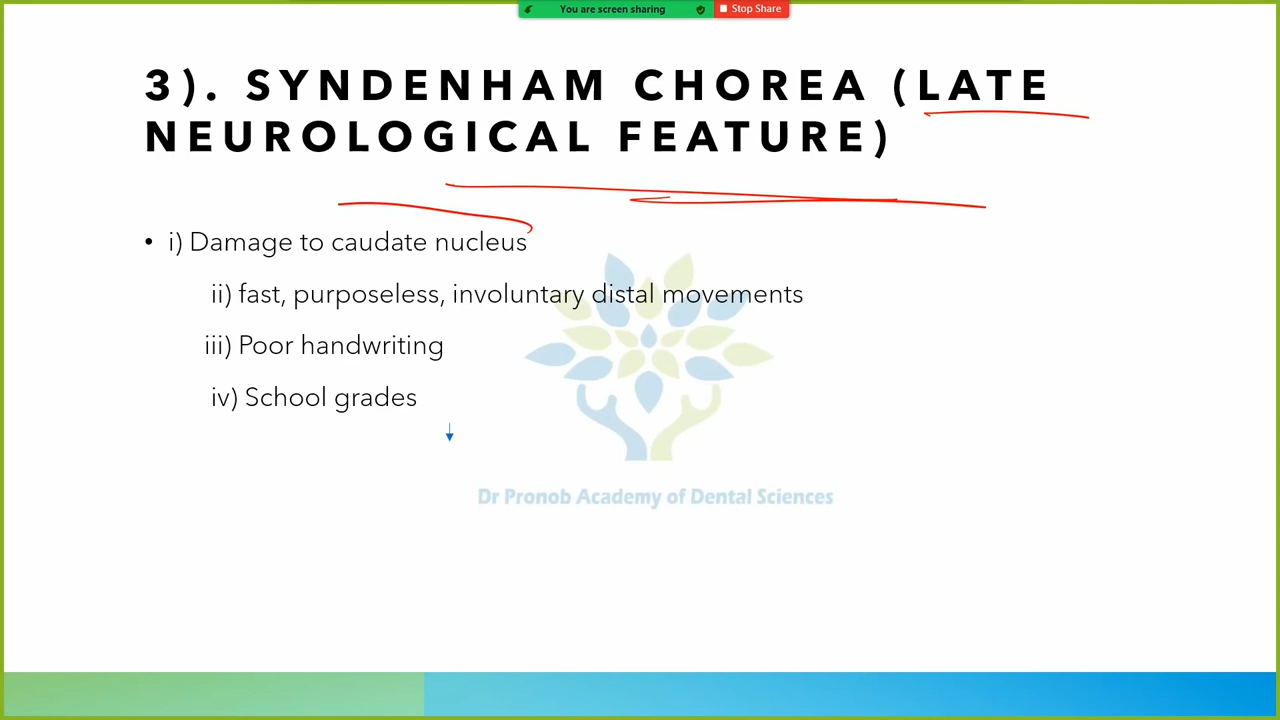 You are screen sharing
Stop Share
3). SYNDENHAM CHOREA (LATE
NEUROLOGICAL FEATURE)
• i) Damage to caudate nucleus
ii) fast, purposeless, involuntary distal movements
iii) Poor handwriting
iv) School grades
↓
Dr Pronob Academy of Dental Sciences